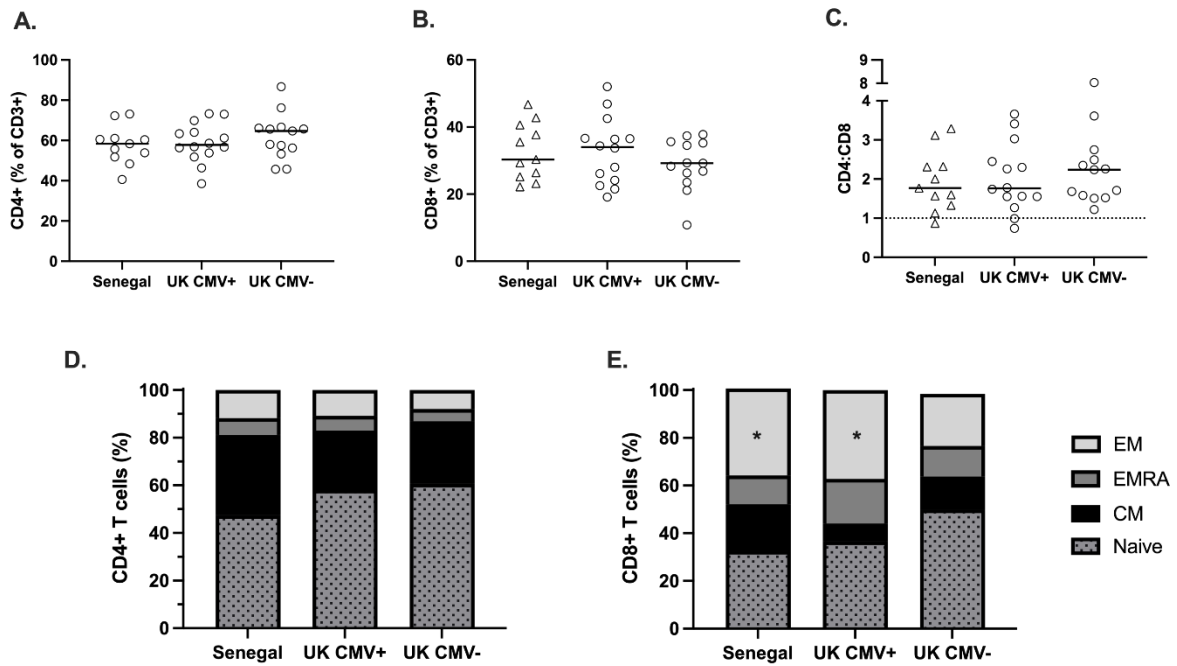 A.
CD4+ (% of CD3+)
100
80
60
40
20
0
Senegal UK CMV+ UK CMV-
B.
CD8+ (% of CD3+)
60
40
20
0
Senegal UK CMV+ UK CMV-
C.
CD4:CD8
9
8
4
3
2
1
0
Senegal UK CMV+ UK CMV-
D.
CD4+ T cells (%)
100
80
60
40
20
0
Senegal UK CMV+ UK CMV-
E.
CD8+ T cells (%)
100
80
60
40
20
0
* *
Senegal UK CMV+ UK CMV-
EM
EMRA
CM
Naive